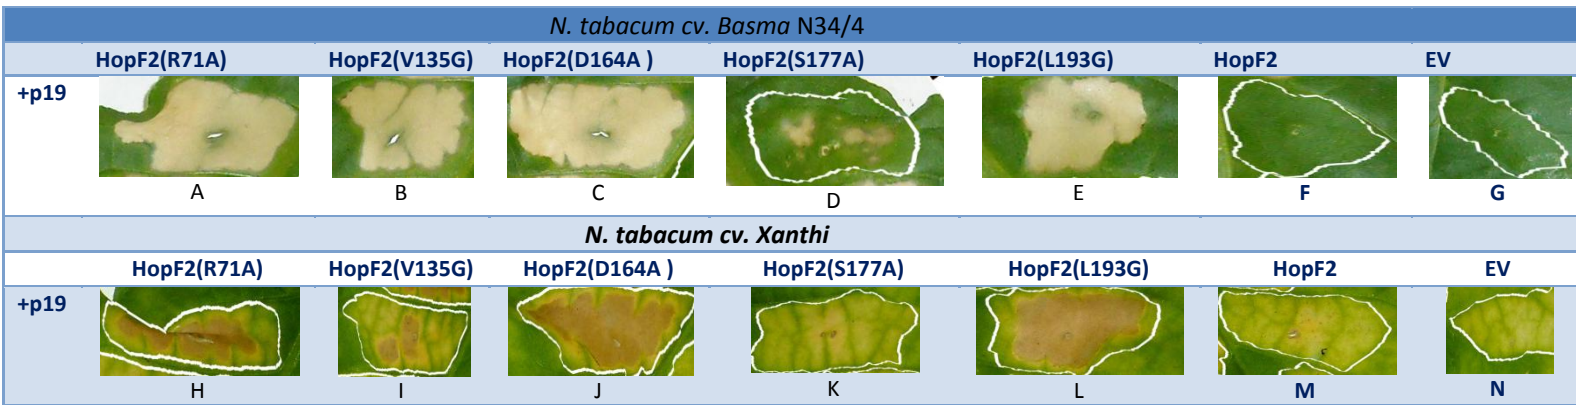 N. tabacum cv. Basma N34/4
HopF2(R71A) HopF2(V135G) HopF2(D164A ) HopF2(S177A) HopF2(L193G) HopF2 EV
+p19
A B C D E F G
N. tabacum cv. Xanthi
HopF2(R71A) HopF2(V135G) HopF2(D164A ) HopF2(S177A) HopF2(L193G) HopF2 EV
+p19
H I J K L M N